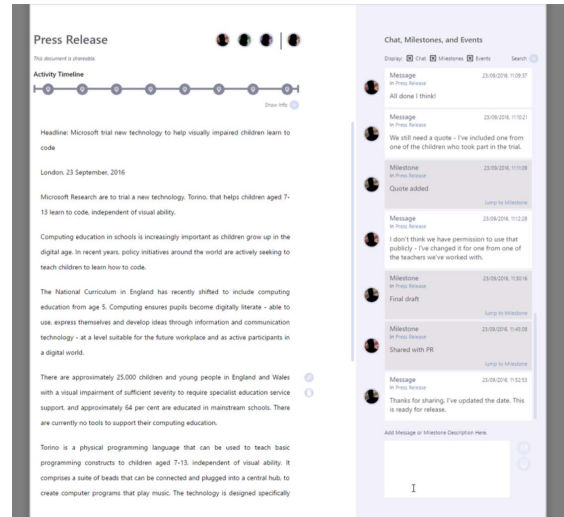 Press Release
This document is shareable.
Activity Timeline
Show Info
Headline: Microsoft trial new technology to help visually impaired children learn to
code
London, 23 September, 2016
Microsoft Research are to trial a new technology, Torino, that helps children aged 7-
13 learn to code, independent of visual ability.
Computing education in schools is increasingly important as children grow up in the
digital age. In recent years, policy initiatives around the world are actively seeking to
teach children to learn how to code.
The National Curriculum in England has recently shifted to include computing
education from age 5. Computing ensures pupils become digitally literate - able to
use, express themselves and develop ideas through information and communication
technology - at a level suitable for the future workplace and as active participants in
a digital world.
There are approximately 25,000 children and young people in England and Wales
with a visual impairment of sufficient severity to require specialist education service
support, and approximately 64 per cent are educated in mainstream schools. There
are currently no tools to support their computing education.
Torino is a physical programming language that can be used to teach basic
programming constructs to children aged 7-13, independent of visual ability. It
comprises a suite of beads that can be connected and plugged into a central hub, to
create computer programs that play music. The technology is designed specifically
Chat, Milestones, and Events
Display: Chat Milestones Events Search
Message 23/09/2016, 11:09:37
In Press Release
All done I think!
Message 23/09/2016, 11:10:21
In Press Release
We still need a quote - I've included one from
one of the children who took part in the trial.
Milestone 23/09/2016, 11:11:09
In Press Release
Quote added
Jump to Milestone
Message 23/09/2016, 11:12:28
In Press Release
I don't think we have permission to use that
publicly - I've changed it for one from one of
the teachers we've worked with.
Milestone 23/09/2016, 11:30:16
In Press Release
Final draft
Jump to Milestone
Milestone 23/09/2016, 11:45:08
In Press Release
Shared with PR
Jump to Milestone
Message 23/09/2016, 11:52:53
In Press Release
Thanks for sharing. I've updated the date. This
is ready for release.
Add Message or Milestone Description Here.